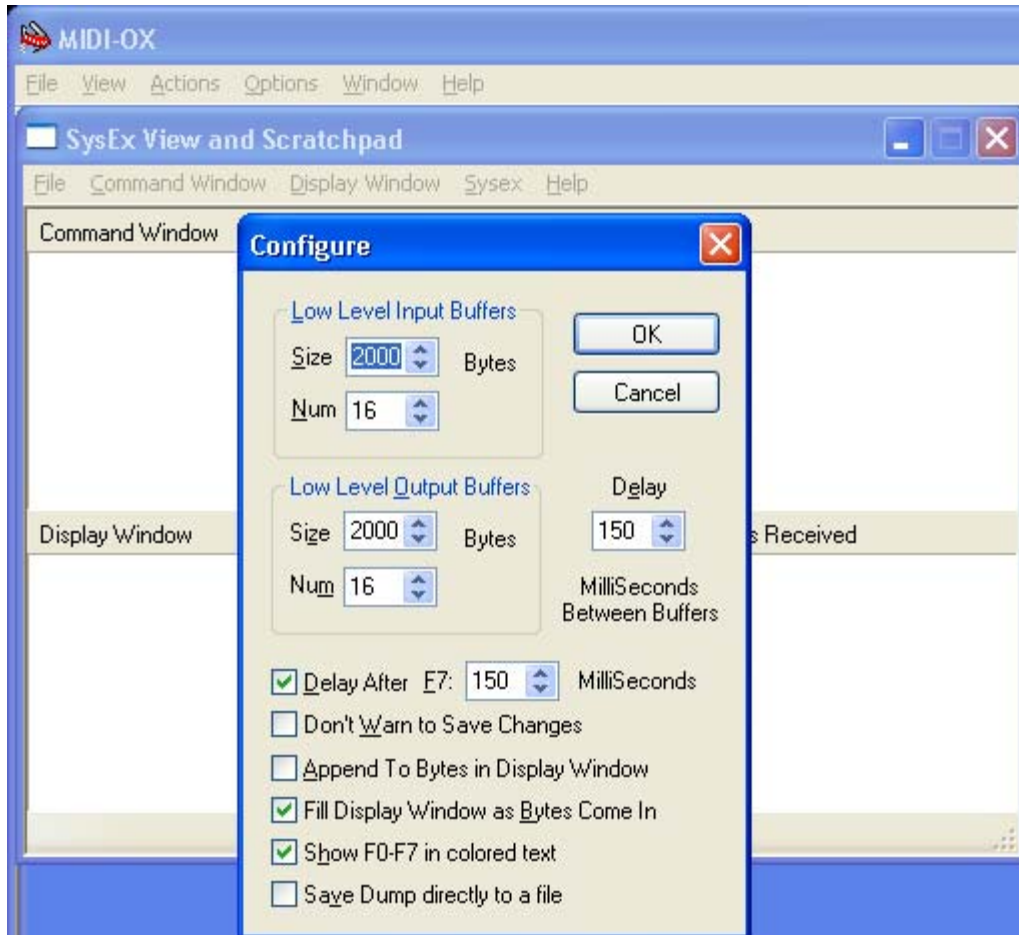 MIDI-OX
File View Actions Options Window Help
SysEx View and Scratchpad
File Command Window Display Window Sysex Help
Command Window
Configure
Low Level Input Buffers
Size 2000 Bytes
Num 16
OK
Cancel
Low Level Output Buffers
Size 2000 Bytes
Num 16
Delay
150
MilliSeconds
Between Buffers
Display Window
s Received
Delay After F7: 150 MilliSeconds
Don't Warn to Save Changes
Append To Bytes in Display Window
Fill Display Window as Bytes Come In
Show F0-F7 in colored text
Save Dump directly to a file